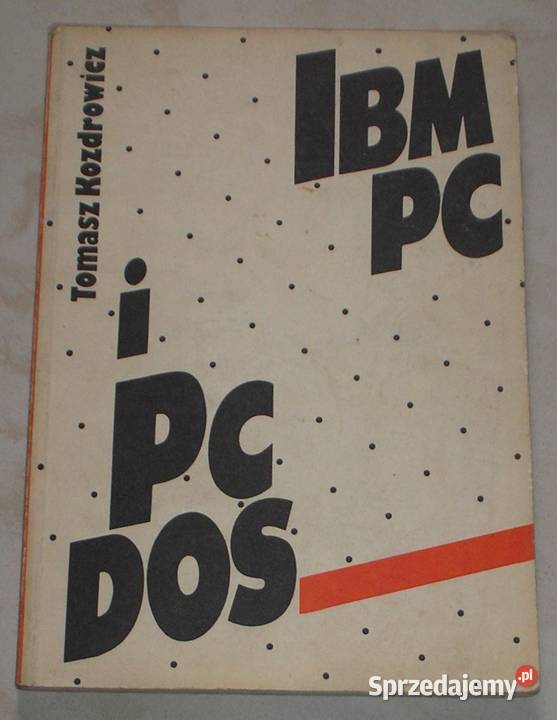 Tomasz Kozdrowicz
IBM
PC
i
PC
DOS
Sprzedajemy.pl